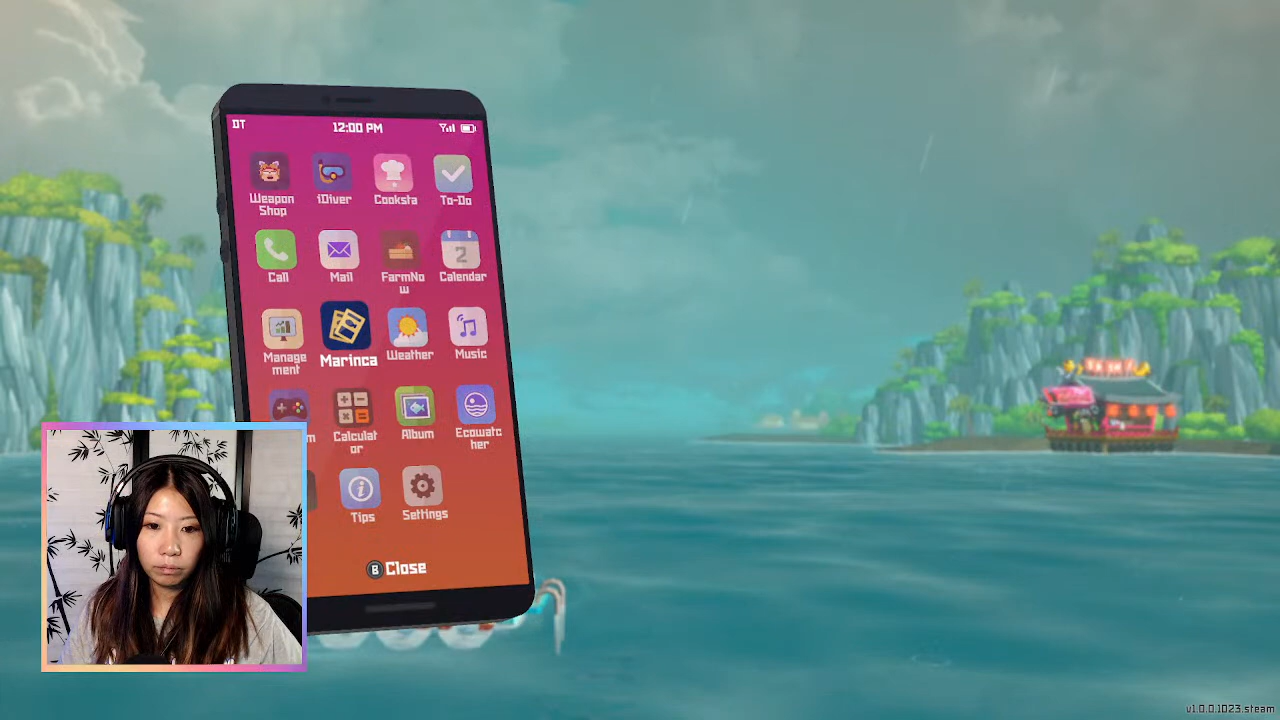 DT
12:00 PM
Weapon
Shop
iDiver
Cooksta
To-Do
Call
Mail
FarmNo
w
2
Calendar
Manage
ment
Marinca
Weather
Music
m
Calculat
or
Album
Ecowatc
her
Tips
Settings
B Close
v1.0.0.1023.steam